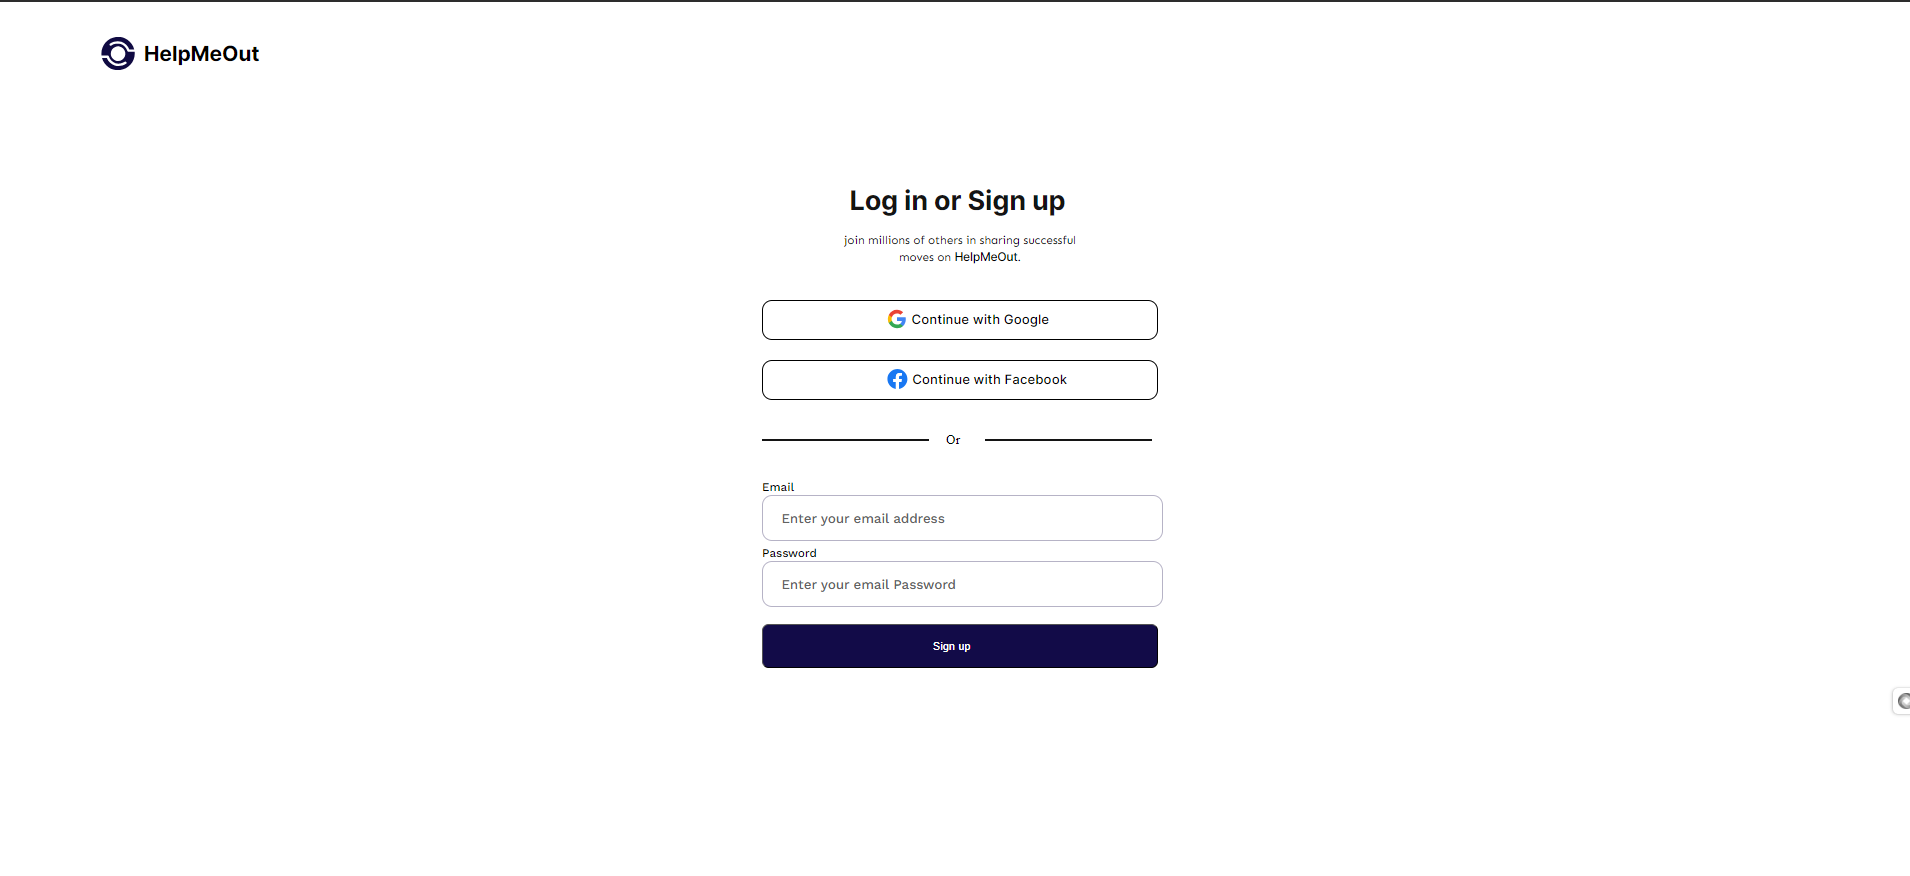 HelpMeOut
Log in or Sign up
join millions of others in sharing successful
moves on HelpMeOut.
Continue with Google
Continue with Facebook
Or
Email
Enter your email address
Password
Enter your email Password
Sign up